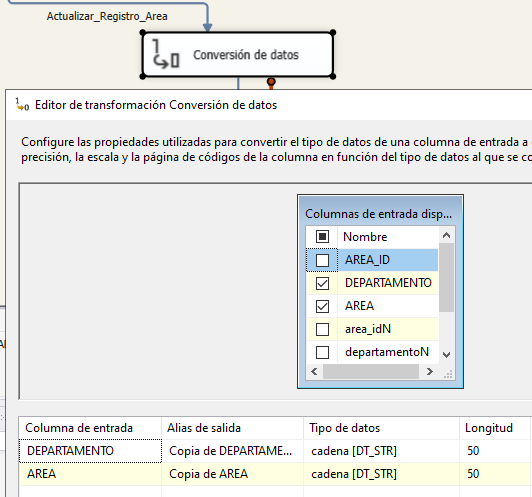 Actualizar_Registro_Area
Conversión de datos
Editor de transformación Conversión de datos
Configure las propiedades utilizadas para convertir el tipo de datos de una columna de entrada a
precisión, la escala y la página de códigos de la columna en función del tipo de datos al que se co
Columnas de entrada disp...
Nombre
AREA_ID
DEPARTAMENTO
AREA
area_idN
departamentoN
Columna de entrada Alias de salida Tipo de datos Longitud
DEPARTAMENTO Copia de DEPARTAME... cadena [DT_STR] 50
AREA Copia de AREA cadena [DT_STR] 50